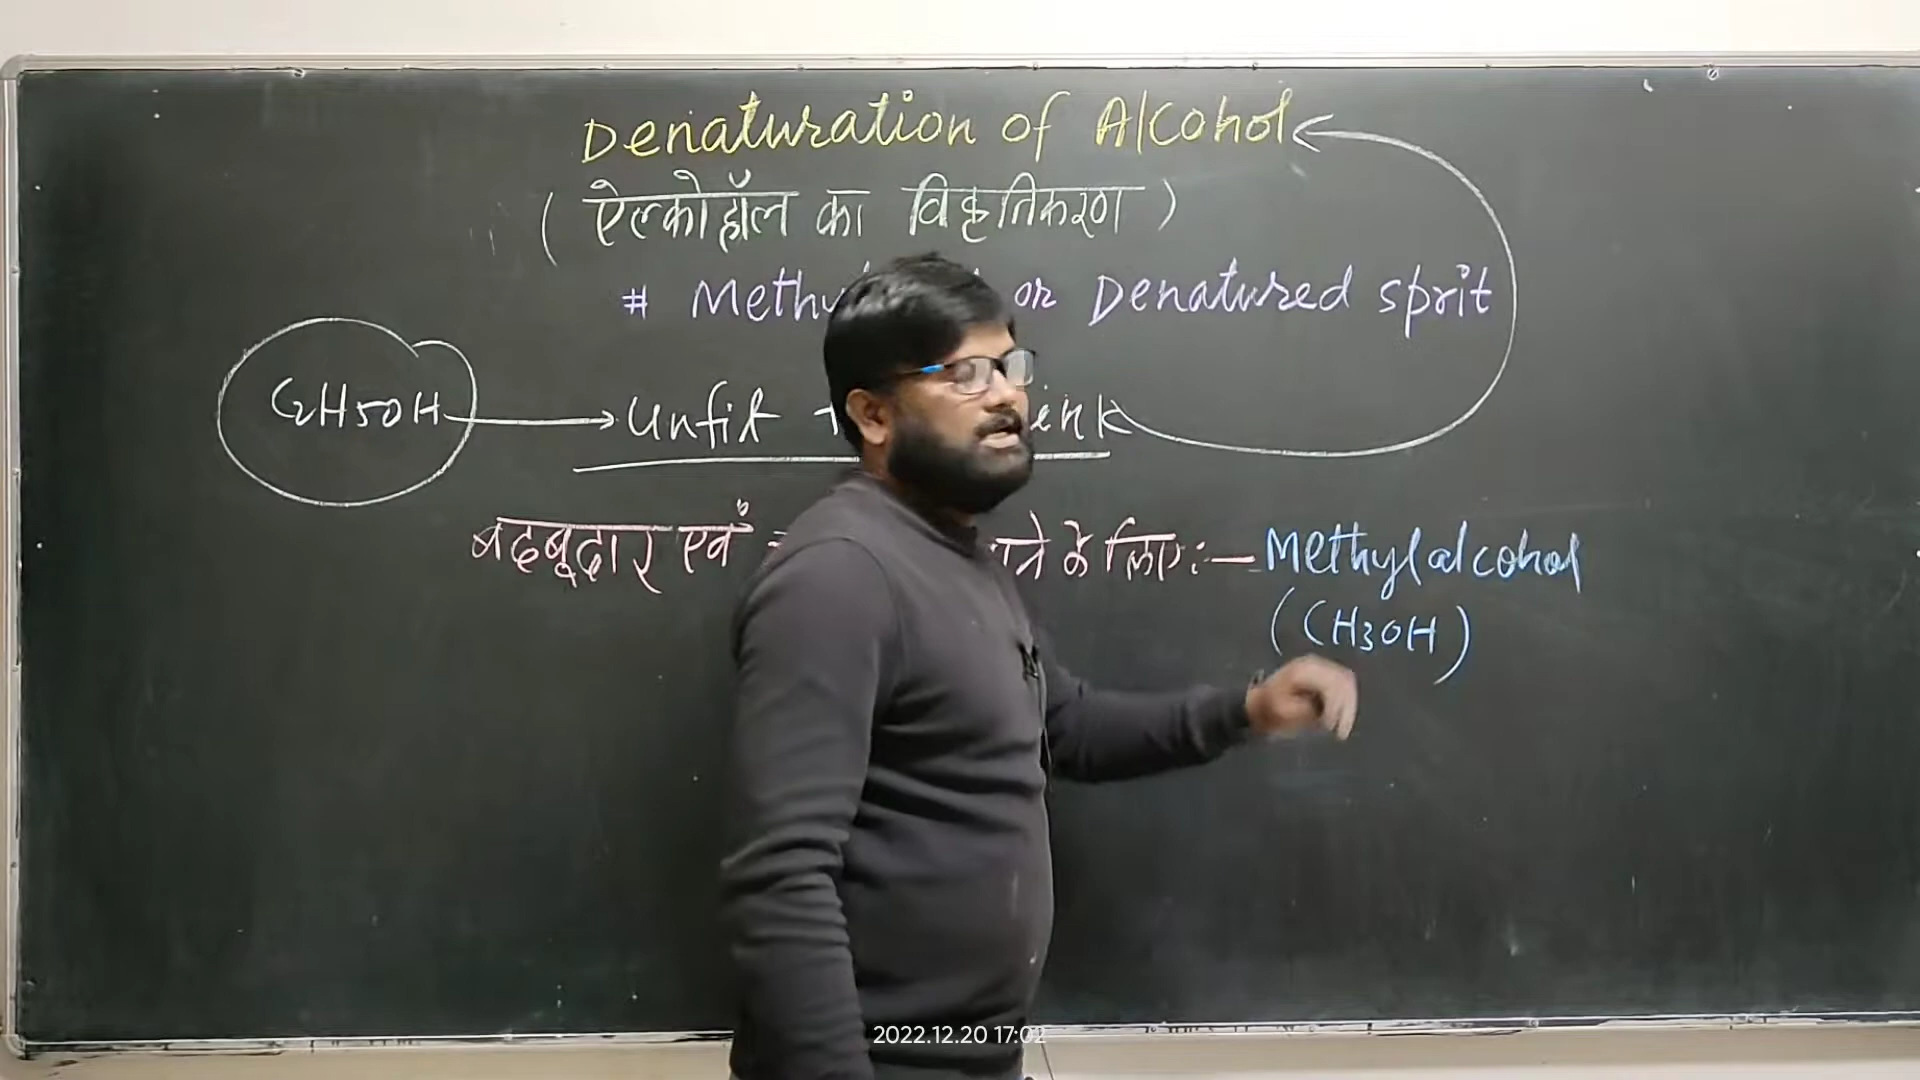 Denaturation of Alcohol
( ऐल्कोहॉल का विकृतिकरण )
# or Denatured sprit
C2H5OH Unfit
बदबूदार एवं के लिए :- Methylalcohol
(CH3OH)
2022.12.20 17:02